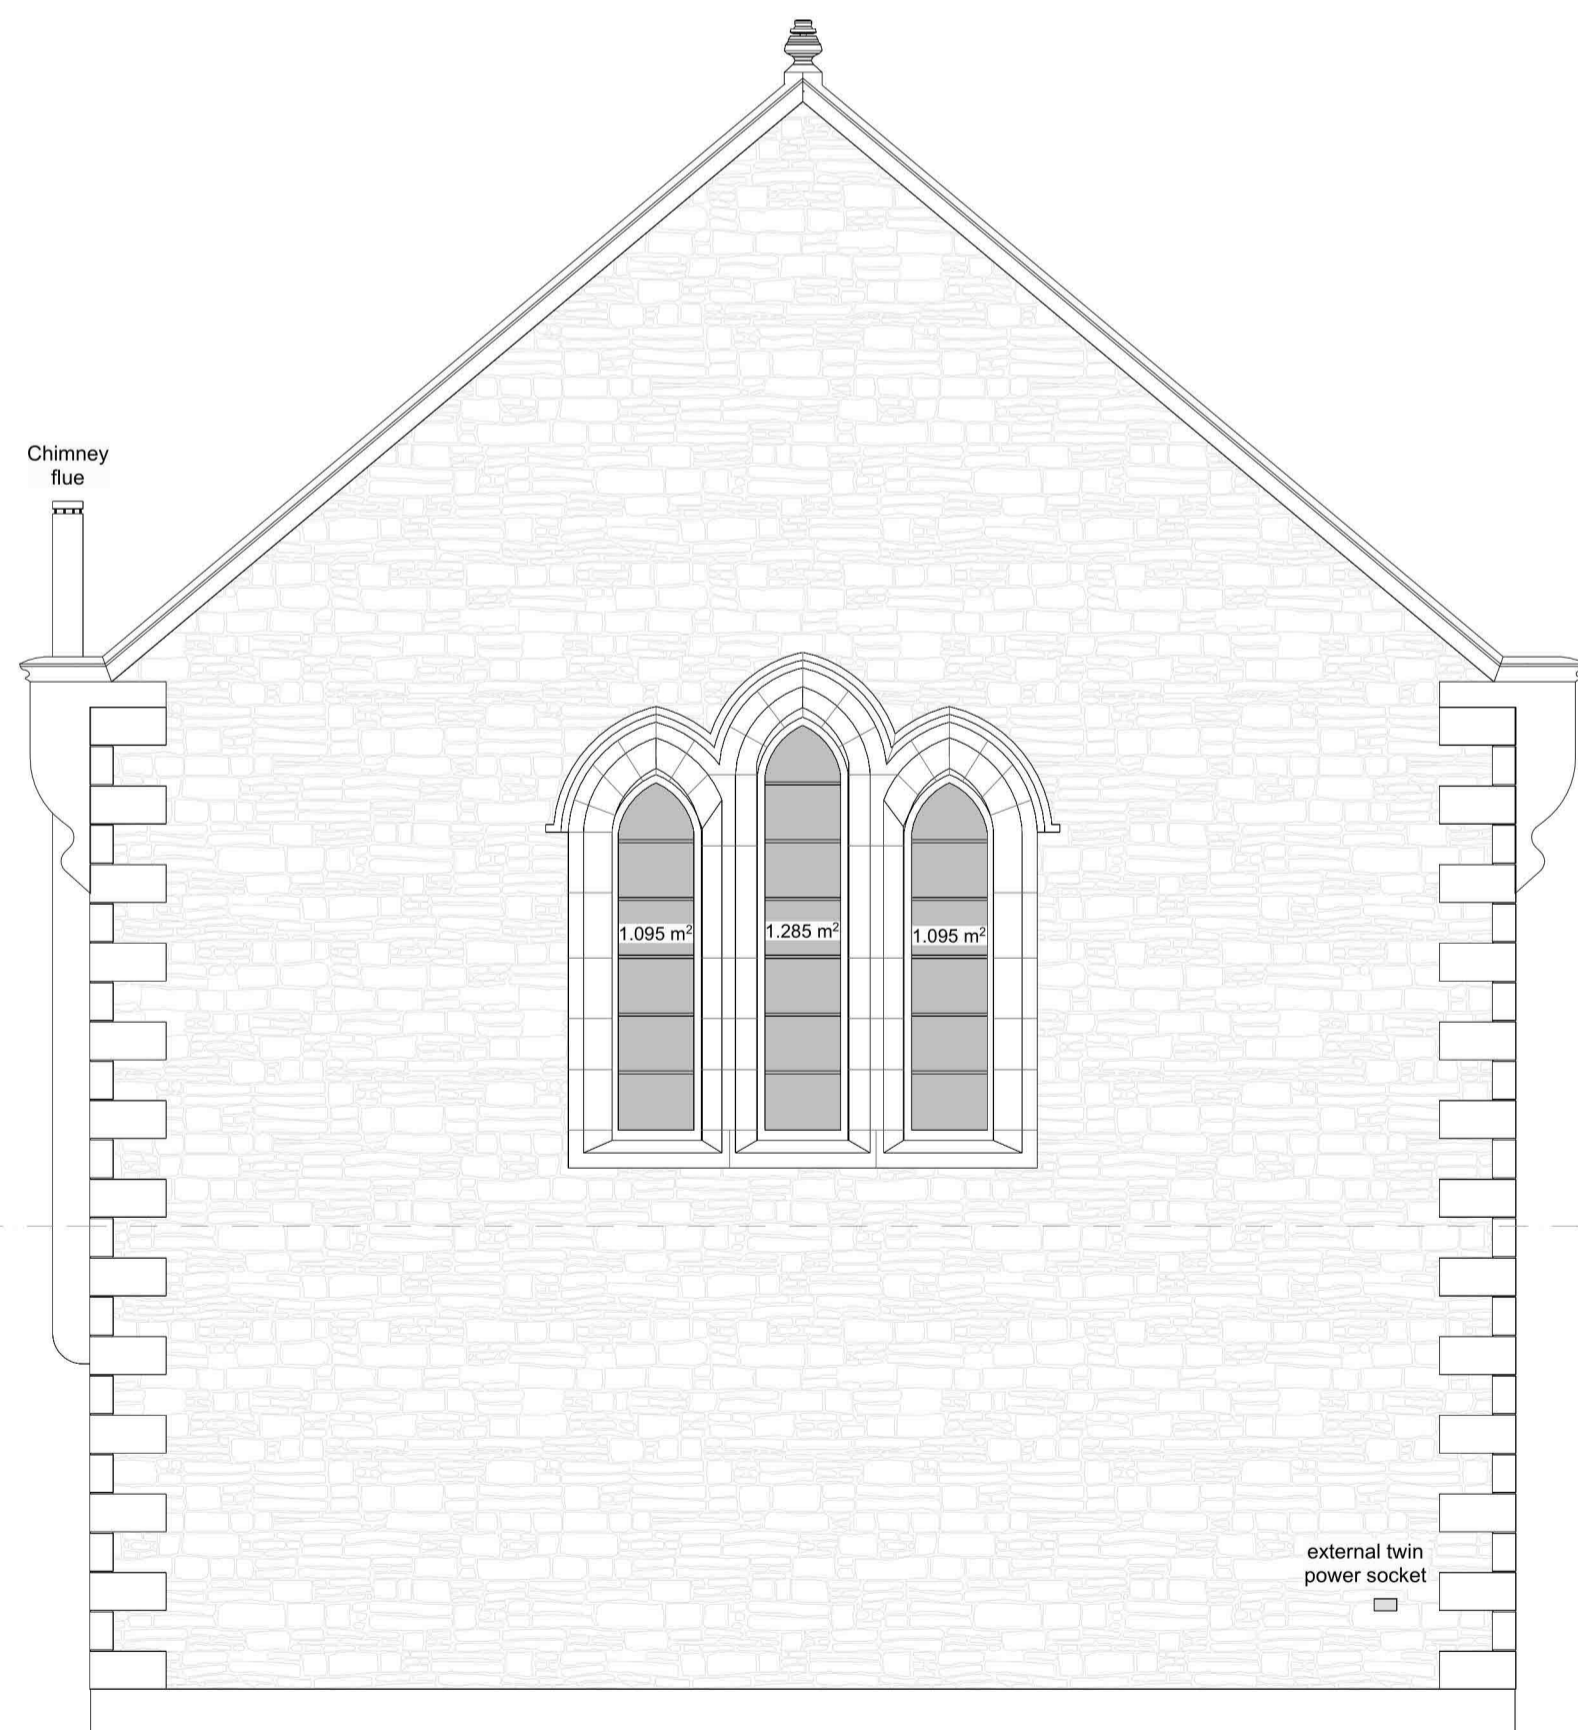 Chimney
flue
1.095 m²
1.285 m²
1.095 m²
external twin
power socket